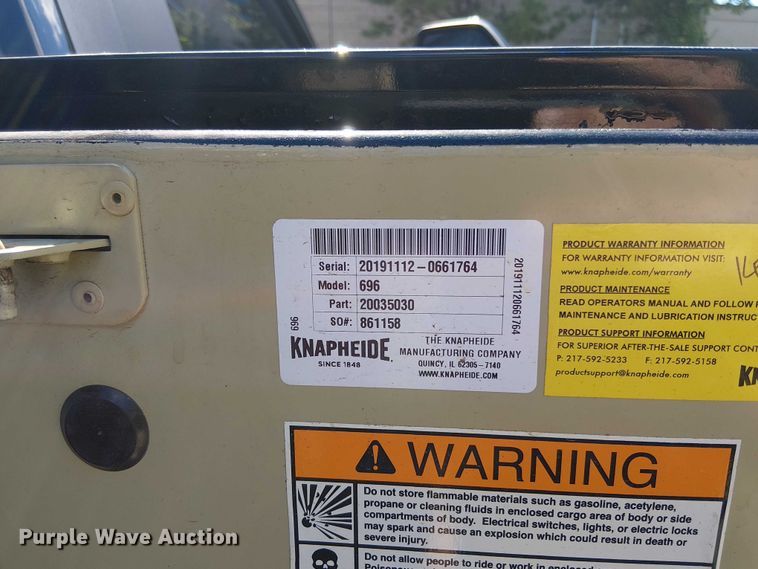 Serial: 20191112-0661764
Model: 696
Part: 20035030
SO#: 861158
696
201911120661764
KNAPHEIDE
SINCE 1848
THE KNAPHEIDE
MANUFACTURING COMPANY
QUINCY, IL 62305-7140
WWW.KNAPHEIDE.COM
PRODUCT WARRANTY INFORMATION
FOR WARRANTY INFORMATION VISIT:
www.knapheide.com/warranty
PRODUCT MAINTENANCE
READ OPERATORS MANUAL AND FOLLOW
MAINTENANCE AND LUBRICATION
PRODUCT SUPPORT INFORMATION
FOR SUPERIOR AFTER-THE-SALE SUPPORT
P: 217-592-5233 F: 217-592-5158
productsupport@knapheide.com
WARNING
Do not store flammable materials such as gasoline, acetylene,
propane or cleaning fluids in enclosed cargo area of body or side
compartments of body. Electrical switches, lights, or electric locks
may spark and cause an explosion which could result in death or
severe injury.
Do not allow people to ride or work in enclosed
Purple Wave Auction